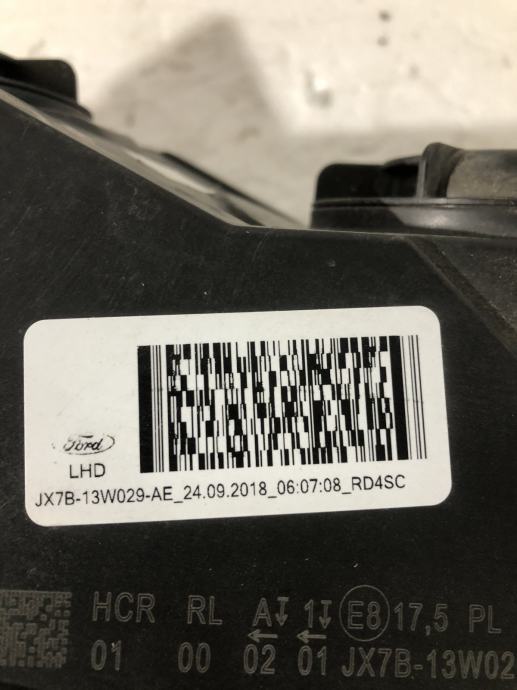 Ford
LHD
JX7B-13W029-AE_24.09.2018_06:07:08_RD4SC
HCR RL A 1 E8 17,5 PL
01 00 02 01 JX7B-13W02